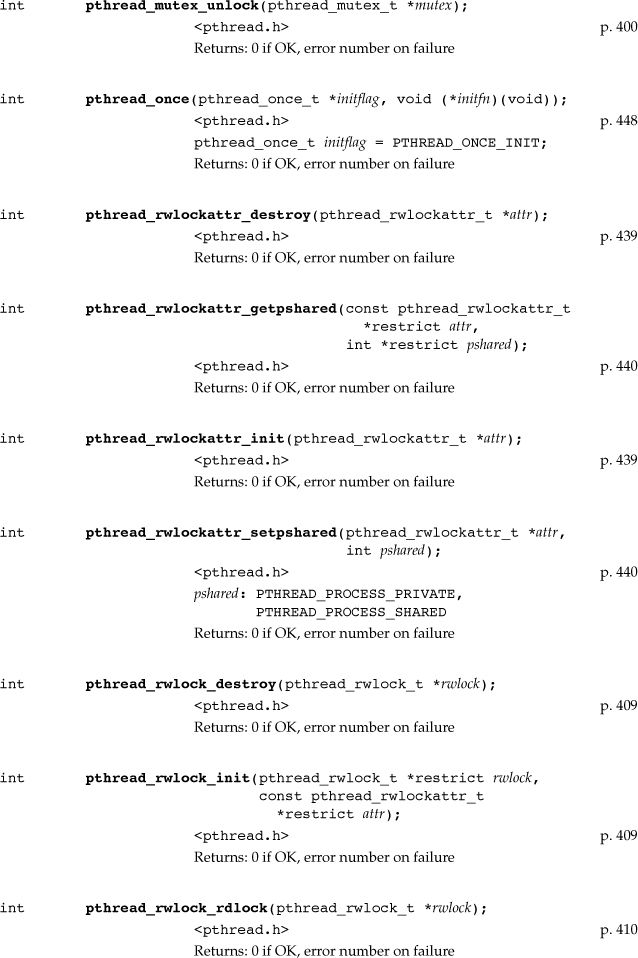 int pthread_mutex_unlock(pthread_mutex_t *mutex);
<pthread.h> p. 400
Returns: 0 if OK, error number on failure
int pthread_once(pthread_once_t *initflag, void (*initfn)(void));
<pthread.h> p. 448
pthread_once_t initflag = PTHREAD_ONCE_INIT;
Returns: 0 if OK, error number on failure
int pthread_rwlockattr_destroy(pthread_rwlockattr_t *attr);
<pthread.h> p. 439
Returns: 0 if OK, error number on failure
int pthread_rwlockattr_getpshared(const pthread_rwlockattr_t
*restrict attr,
int *restrict pshared);
<pthread.h> p. 440
Returns: 0 if OK, error number on failure
int pthread_rwlockattr_init(pthread_rwlockattr_t *attr);
<pthread.h> p. 439
Returns: 0 if OK, error number on failure
int pthread_rwlockattr_setpshared(pthread_rwlockattr_t *attr,
int pshared);
<pthread.h> p. 440
pshared: PTHREAD_PROCESS_PRIVATE,
PTHREAD_PROCESS_SHARED
Returns: 0 if OK, error number on failure
int pthread_rwlock_destroy(pthread_rwlock_t *rwlock);
<pthread.h> p. 409
Returns: 0 if OK, error number on failure
int pthread_rwlock_init(pthread_rwlock_t *restrict rwlock,
const pthread_rwlockattr_t
*restrict attr);
<pthread.h> p. 409
Returns: 0 if OK, error number on failure
int pthread_rwlock_rdlock(pthread_rwlock_t *rwlock);
<pthread.h> p. 410
Returns: 0 if OK, error number on failure